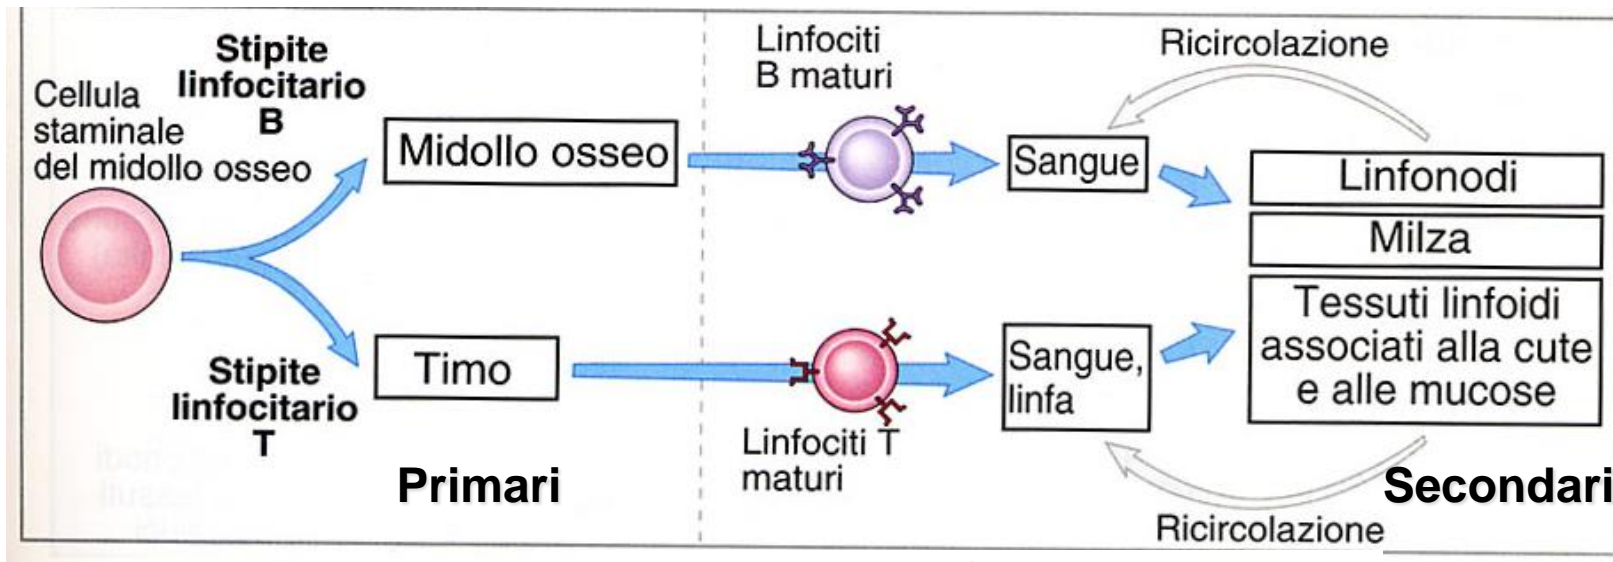 Stipite
linfocitario
B
Cellula
staminale
del midollo osseo
Midollo osseo
Linfociti
B maturi
Sangue
Ricircolazione
Linfonodi
Milza
Tessuti linfoidi
associati alla cute
e alle mucose
Stipite
linfocitario
T
Timo
Linfociti T
maturi
Sangue,
linfa
Primari
Secondari
Ricircolazione